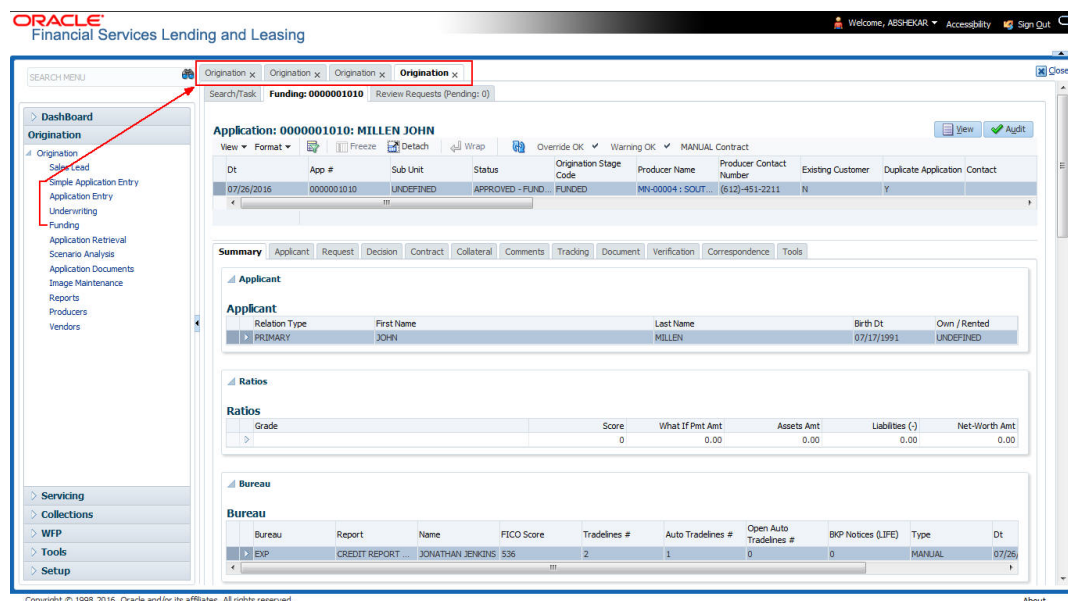 ORACLE
Financial Services Lending and Leasing
Welcome, ABSHEKAR Accessibility Sign Out
SEARCH MENU
Origination x Origination x Origination x Origination x
Close
Search/Task Funding: 0000001010 Review Requests (Pending: 0)
DashBoard
Origination
Origination
Sales Lead
Simple Application Entry
Application Entry
Underwriting
Funding
Application Retrieval
Scenario Analysis
Application Documents
Image Maintenance
Reports
Producers
Vendors
Servicing
Collections
WFP
Tools
Setup
Application: 0000001010: MILLEN JOHN
View Audit
View Format Freeze Detach Wrap Override OK Warning OK MANUAL Contract
Dt App # Sub Unit Status Origination Stage Code Producer Name Producer Contact Number Existing Customer Duplicate Application Contact
07/26/2016 0000001010 UNDEFINED APPROVED - FUND... FUNDED MN-00004 : SOUT... (612)-451-2211 N Y
Summary Applicant Request Decision Contract Collateral Comments Tracking Document Verification Correspondence Tools
Applicant
Applicant
Relation Type First Name Last Name Birth Dt Own / Rented
PRIMARY JOHN MILLEN 07/17/1991 UNDEFINED
Ratios
Ratios
Grade Score What If Pmt Amt Assets Amt Liabilities (-) Net-Worth Amt
0 0.00 0.00 0.00 0.00
Bureau
Bureau
Bureau Report Name FICO Score Tradelines # Auto Tradelines # Open Auto Tradelines # BKP Notices (LIFE) Type Dt
EXP CREDIT REPORT ... JONATHAN JENKINS 536 2 1 0 0 MANUAL 07/26/
Copyright © 1998, 2016, Oracle and/or its affiliates. All rights reserved.
About